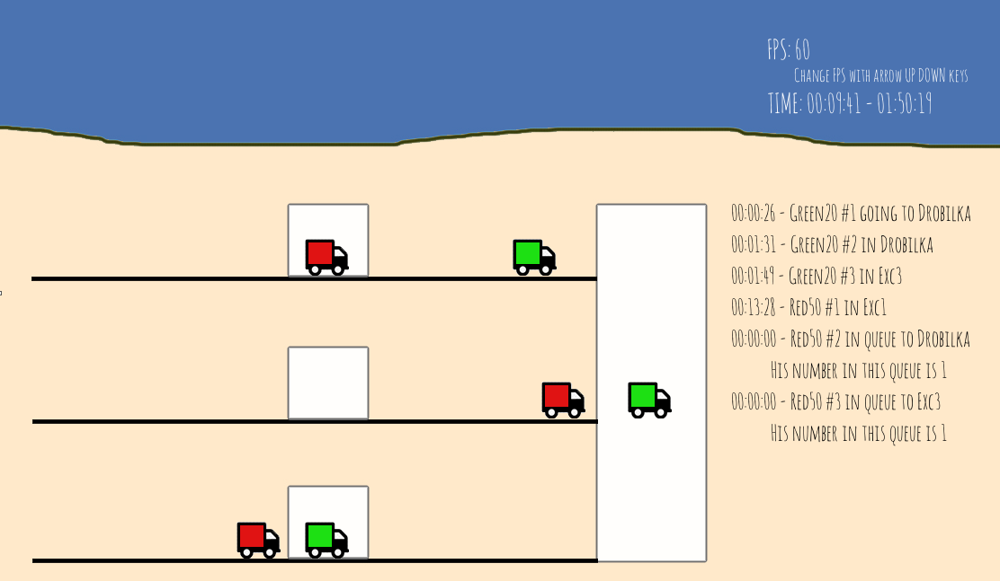 FPS: 60
Change FPS with arrow UP DOWN keys
TIME: 00:09:41 - 01:50:19
00:00:26 - Green20 #1 going to Drobilka
00:01:31 - Green20 #2 in Drobilka
00:01:49 - Green20 #3 in Exc3
00:13:28 - Red50 #1 in Exc1
00:00:00 - Red50 #2 in queue to Drobilka
His number in this queue is 1
00:00:00 - Red50 #3 in queue to Exc3
His number in this queue is 1